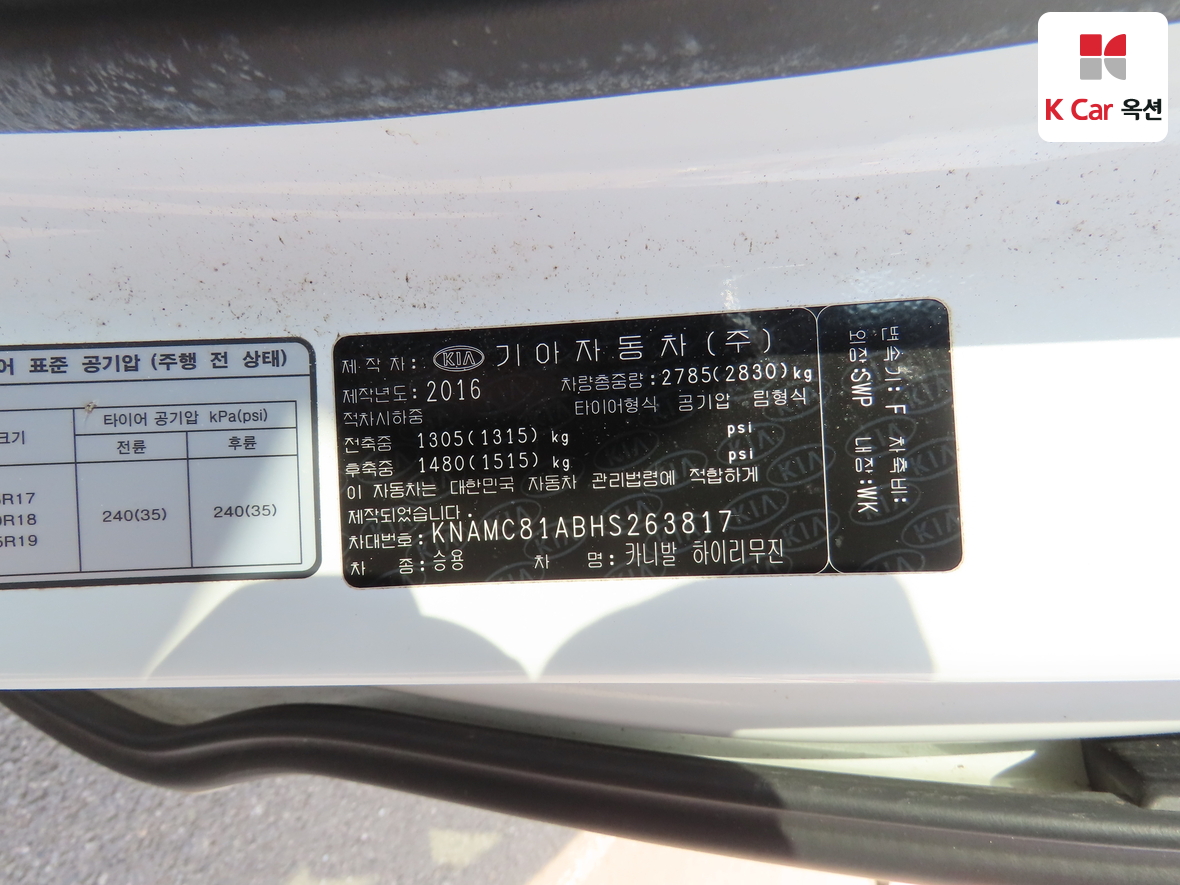 K Car 옥션
어 표준 공기압 (주행 전 상태)
크기
타이어 공기압 kPa(psi)
전륜
후륜
R17
R18
R19
240(35)
240(35)
제 작 자: KIA 기아자동차(주)
제작년도:2016
차량총중량:2785(2830)kg
적차시하중
타이어형식 공기압 림형식
전축중 1305(1315) kg
psi
후축중 1480(1515) kg
psi
이 자동차는 대한민국 자동차 관리법령에 적합하게
제작되었습니다.
차대번호:KNAMC81ABHS263817
차 종:승용 차 명:카니발 하이리무진
변속기: F 차축비:
외장:SWP 내장:WK